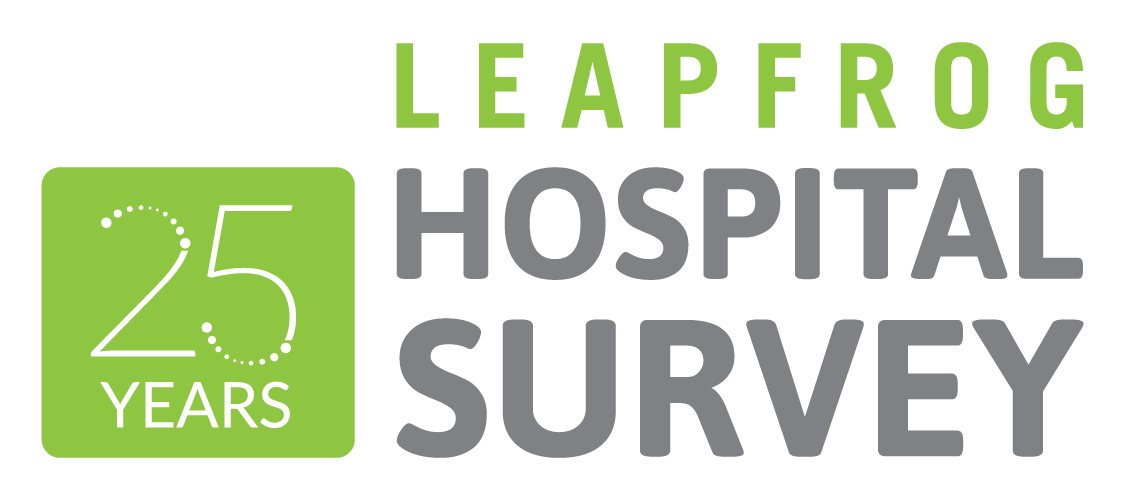 LEAPFROG
HOSPITAL
SURVEY
25
YEARS